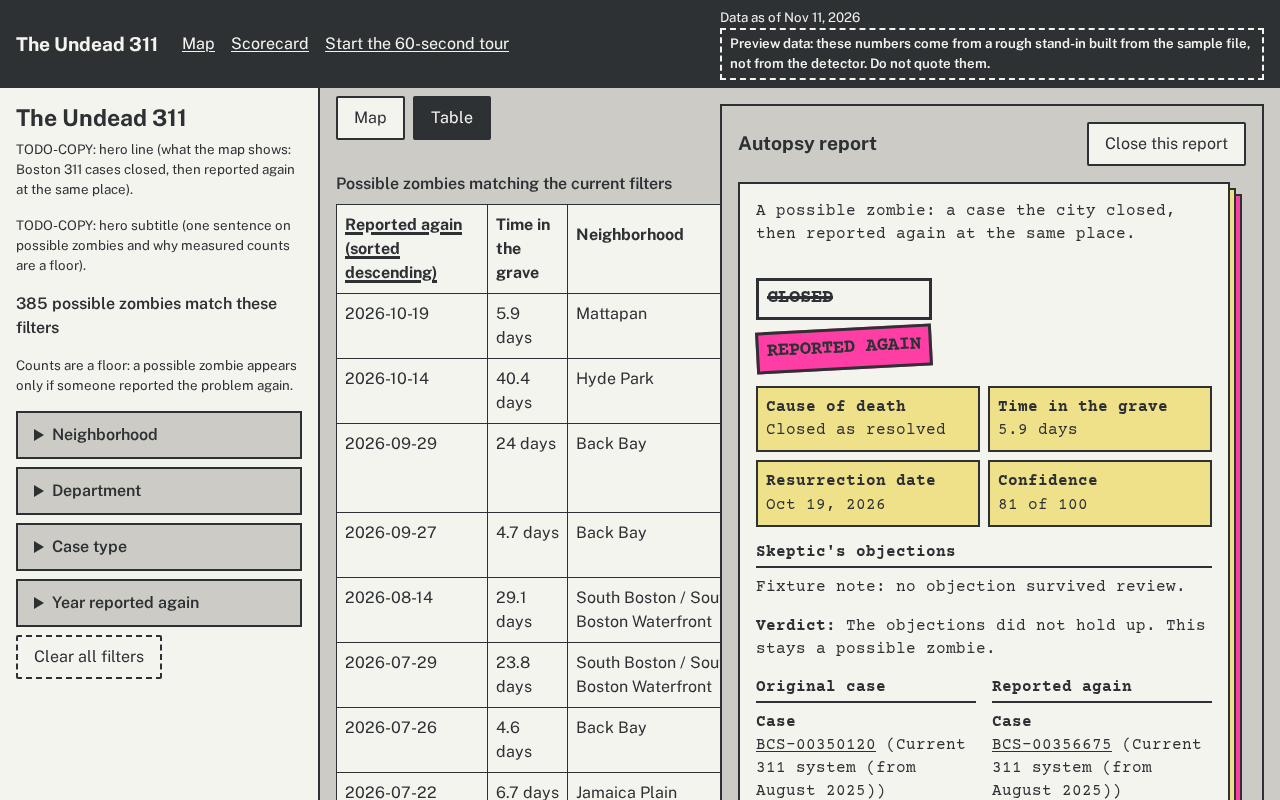 The Undead 311
Map
Scorecard
Start the 60-second tour
Data as of Nov 11, 2026
Preview data: these numbers come from a rough stand-in built from the sample file,
not from the detector. Do not quote them.
The Undead 311
TODO-COPY: hero line (what the map shows:
Boston 311 cases closed, then reported again
at the same place).
TODO-COPY: hero subtitle (one sentence on
possible zombies and why measured counts
are a floor).
385 possible zombies match these
filters
Counts are a floor: a possible zombie appears
only if someone reported the problem again.
Neighborhood
Department
Case type
Year reported again
Clear all filters
Map
Table
Possible zombies matching the current filters
Reported again
(sorted
descending)
Time in
the
grave
Neighborhood
2026-10-19
5.9
days
Mattapan
2026-10-14
40.4
days
Hyde Park
2026-09-29
24 days
Back Bay
2026-09-27
4.7 days
Back Bay
2026-08-14
29.1
days
South Boston / Sou
Boston Waterfront
2026-07-29
23.8
days
South Boston / Sou
Boston Waterfront
2026-07-26
4.6
days
Back Bay
2026-07-22
6.7 days
Jamaica Plain
Autopsy report
Close this report
A possible zombie: a case the city closed,
then reported again at the same place.
CLOSED
REPORTED AGAIN
Cause of death
Closed as resolved
Time in the grave
5.9 days
Resurrection date
Oct 19, 2026
Confidence
81 of 100
Skeptic's objections
Fixture note: no objection survived review.
Verdict: The objections did not hold up. This
stays a possible zombie.
Original case
Case
BCS-00350120 (Current
311 system (from
August 2025))
Reported again
Case
BCS-00356675 (Current
311 system (from
August 2025))